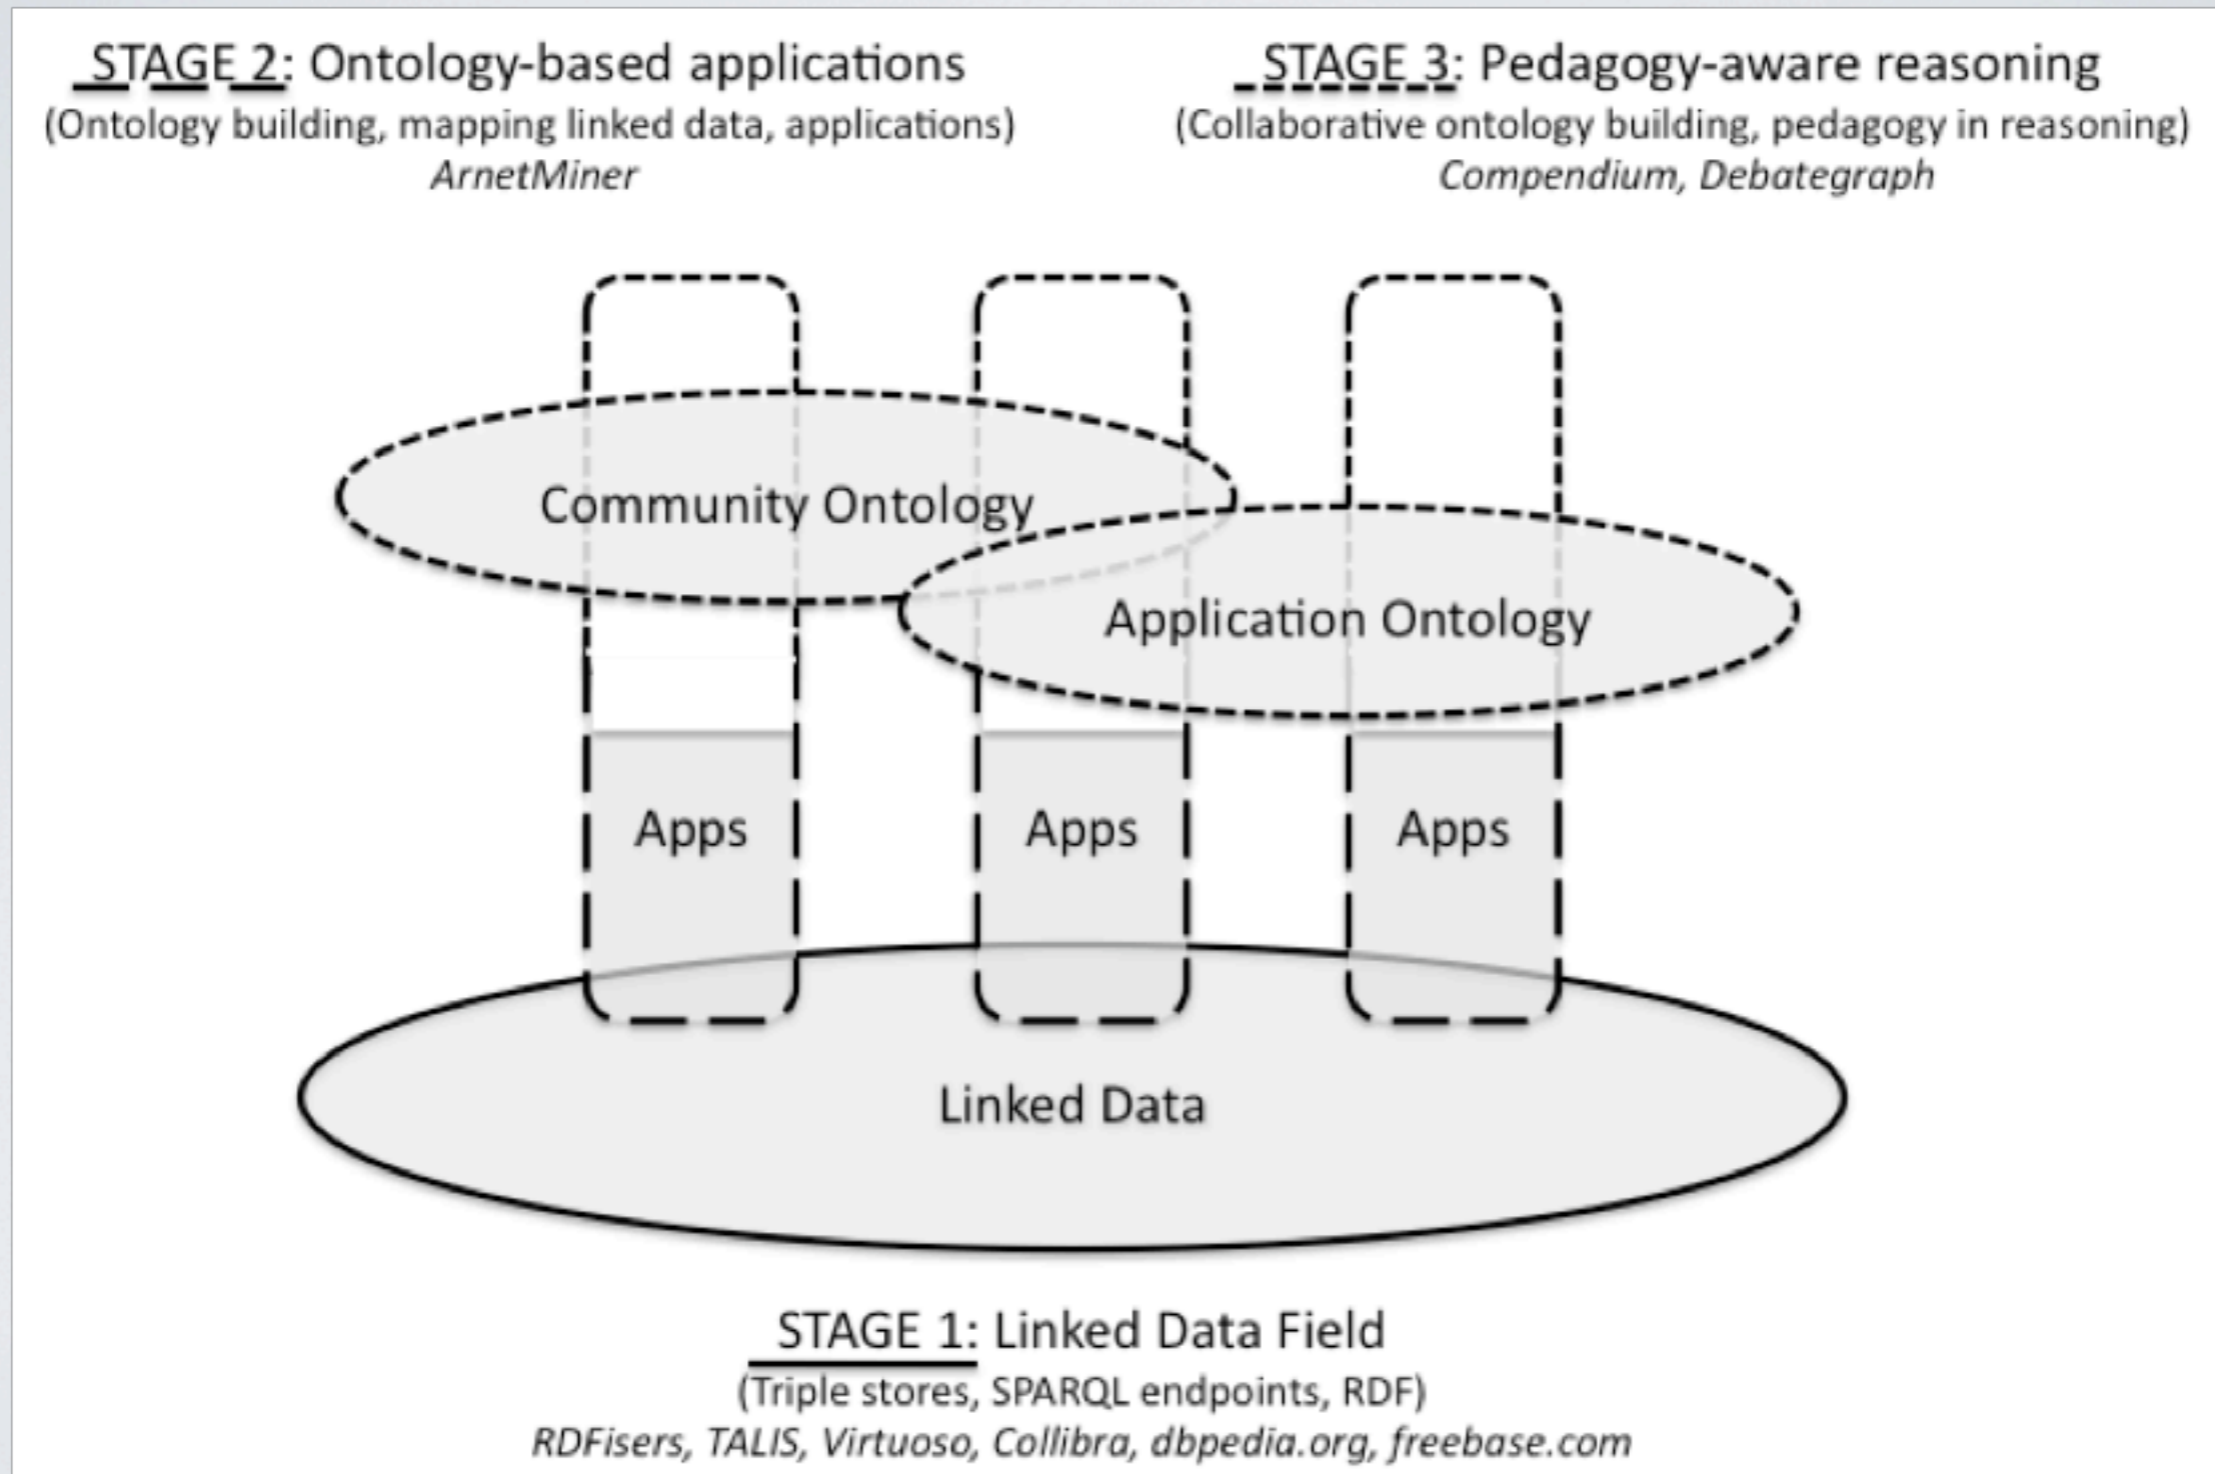 STAGE 2: Ontology-based applications
(Ontology building, mapping linked data, applications)
ArnetMiner
STAGE 3: Pedagogy-aware reasoning
(Collaborative ontology building, pedagogy in reasoning)
Compendium, Debategraph
Community Ontology
Application Ontology
Apps
Apps
Apps
Linked Data
STAGE 1: Linked Data Field
(Triple stores, SPARQL endpoints, RDF)
RDFisers, TALIS, Virtuoso, Collibra, dbpedia.org, freebase.com